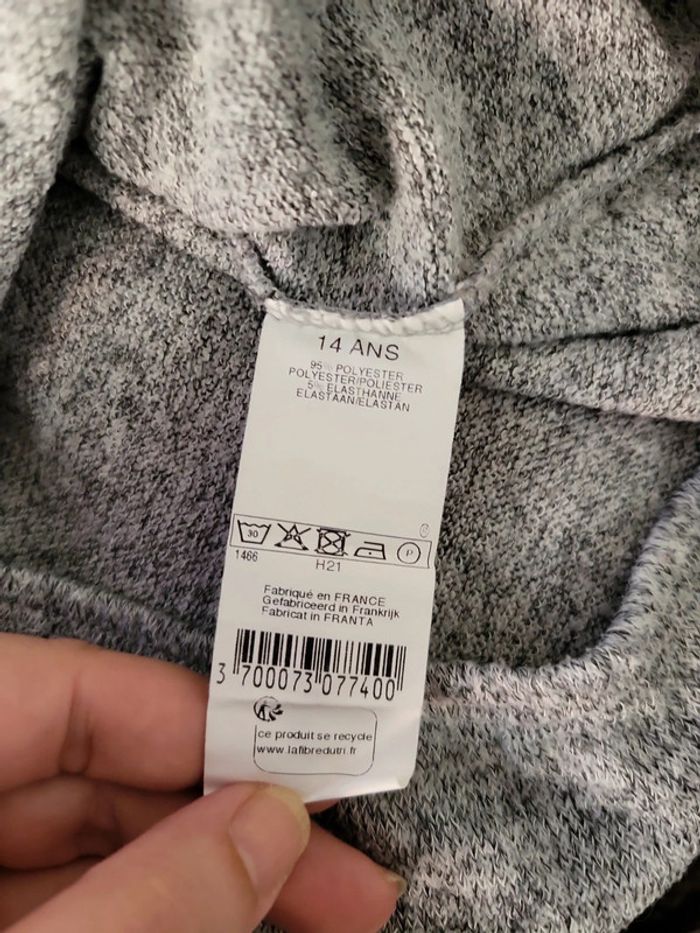 14 ANS
95% POLYESTER
POLYESTER/POLIESTER
5% ELASTHANNE
ELASTAAN/ELASTAN
30
P
1466
H21
Fabriqué en FRANCE
Gefabriceerd in Frankrijk
Fabricat in FRANTA
3 700073 077400
ce produit se recycle
www.lafibredutri.fr